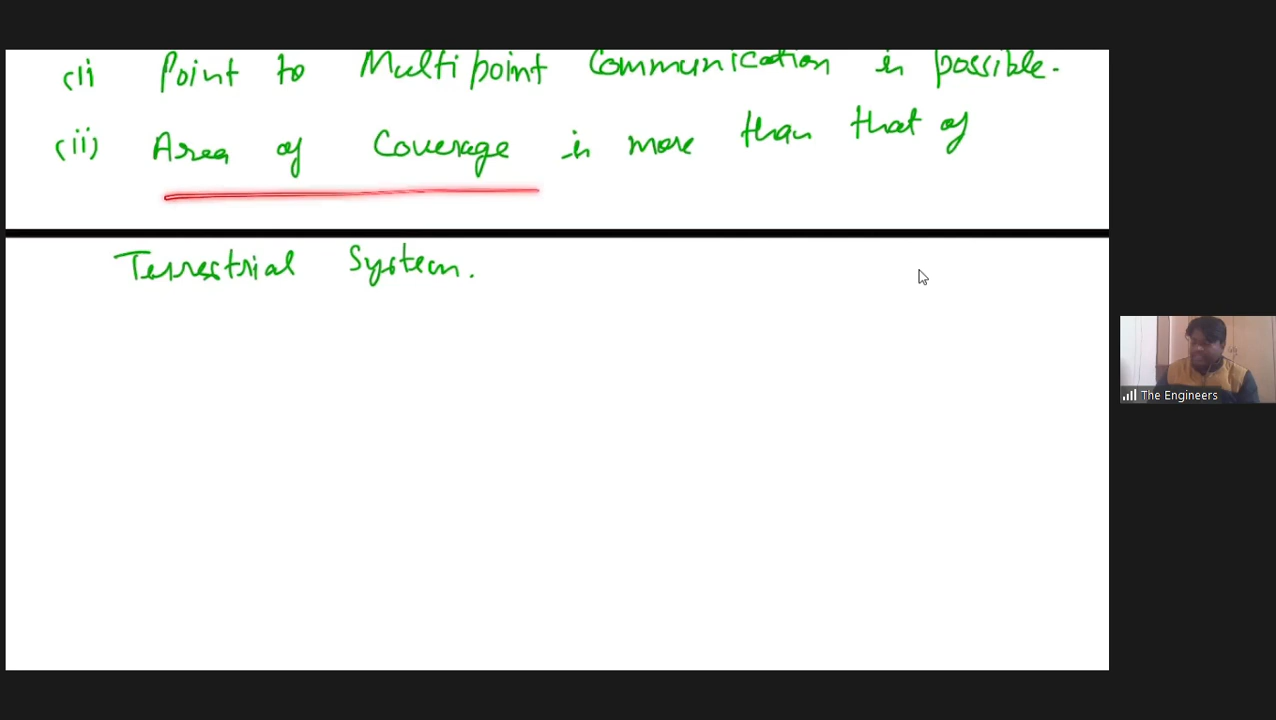 (i) Point to Multipoint Communication is possible.
(ii) Area of Coverage is more than that of
Terrestrial System.
The Engineers